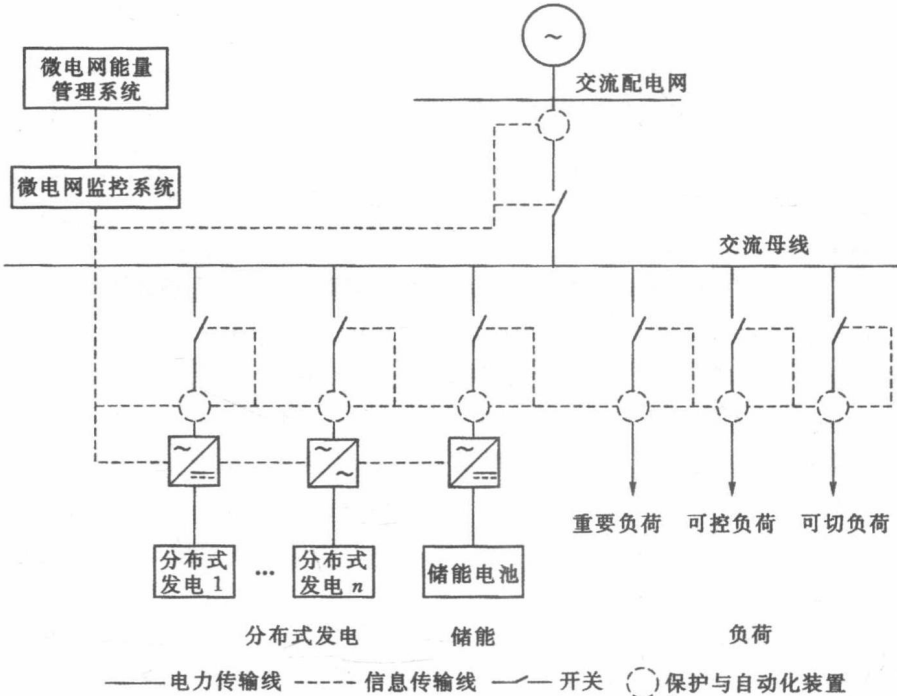 微电网能量
管理系统
~
交流配电网
微电网监控系统
交流母线
~
~
~
~
重要负荷
可控负荷
可切负荷
分布式
发电1
…
分布式
发电n
储能电池
分布式发电
储能
负荷
电力传输线
信息传输线
开关
保护与自动化装置